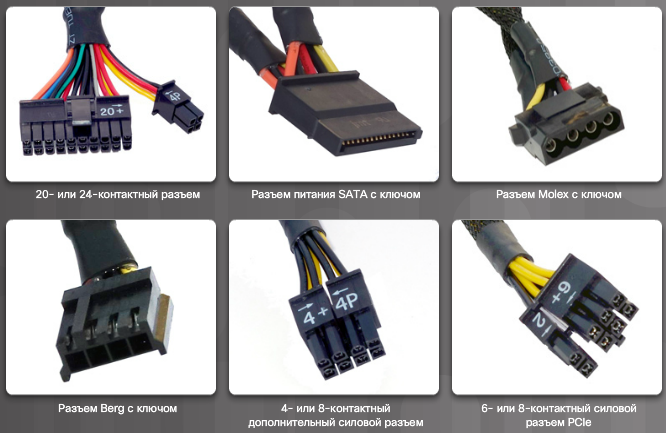 20+
4P
20- или 24-контактный разъем
Разъем питания SATA с ключом
Разъем Molex с ключом
4+
4P
6+
2
Разъем Berg с ключом
4- или 8-контактный
дополнительный силовой разъем
6- или 8-контактный силовой
разъем PCIe